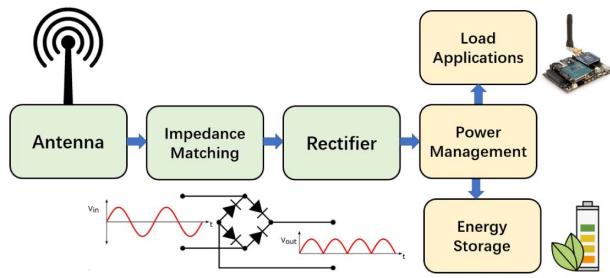 Load
Applications
Antenna
Impedance
Matching
Rectifier
Power
Management
Vin
t
Vout
t
Energy
Storage